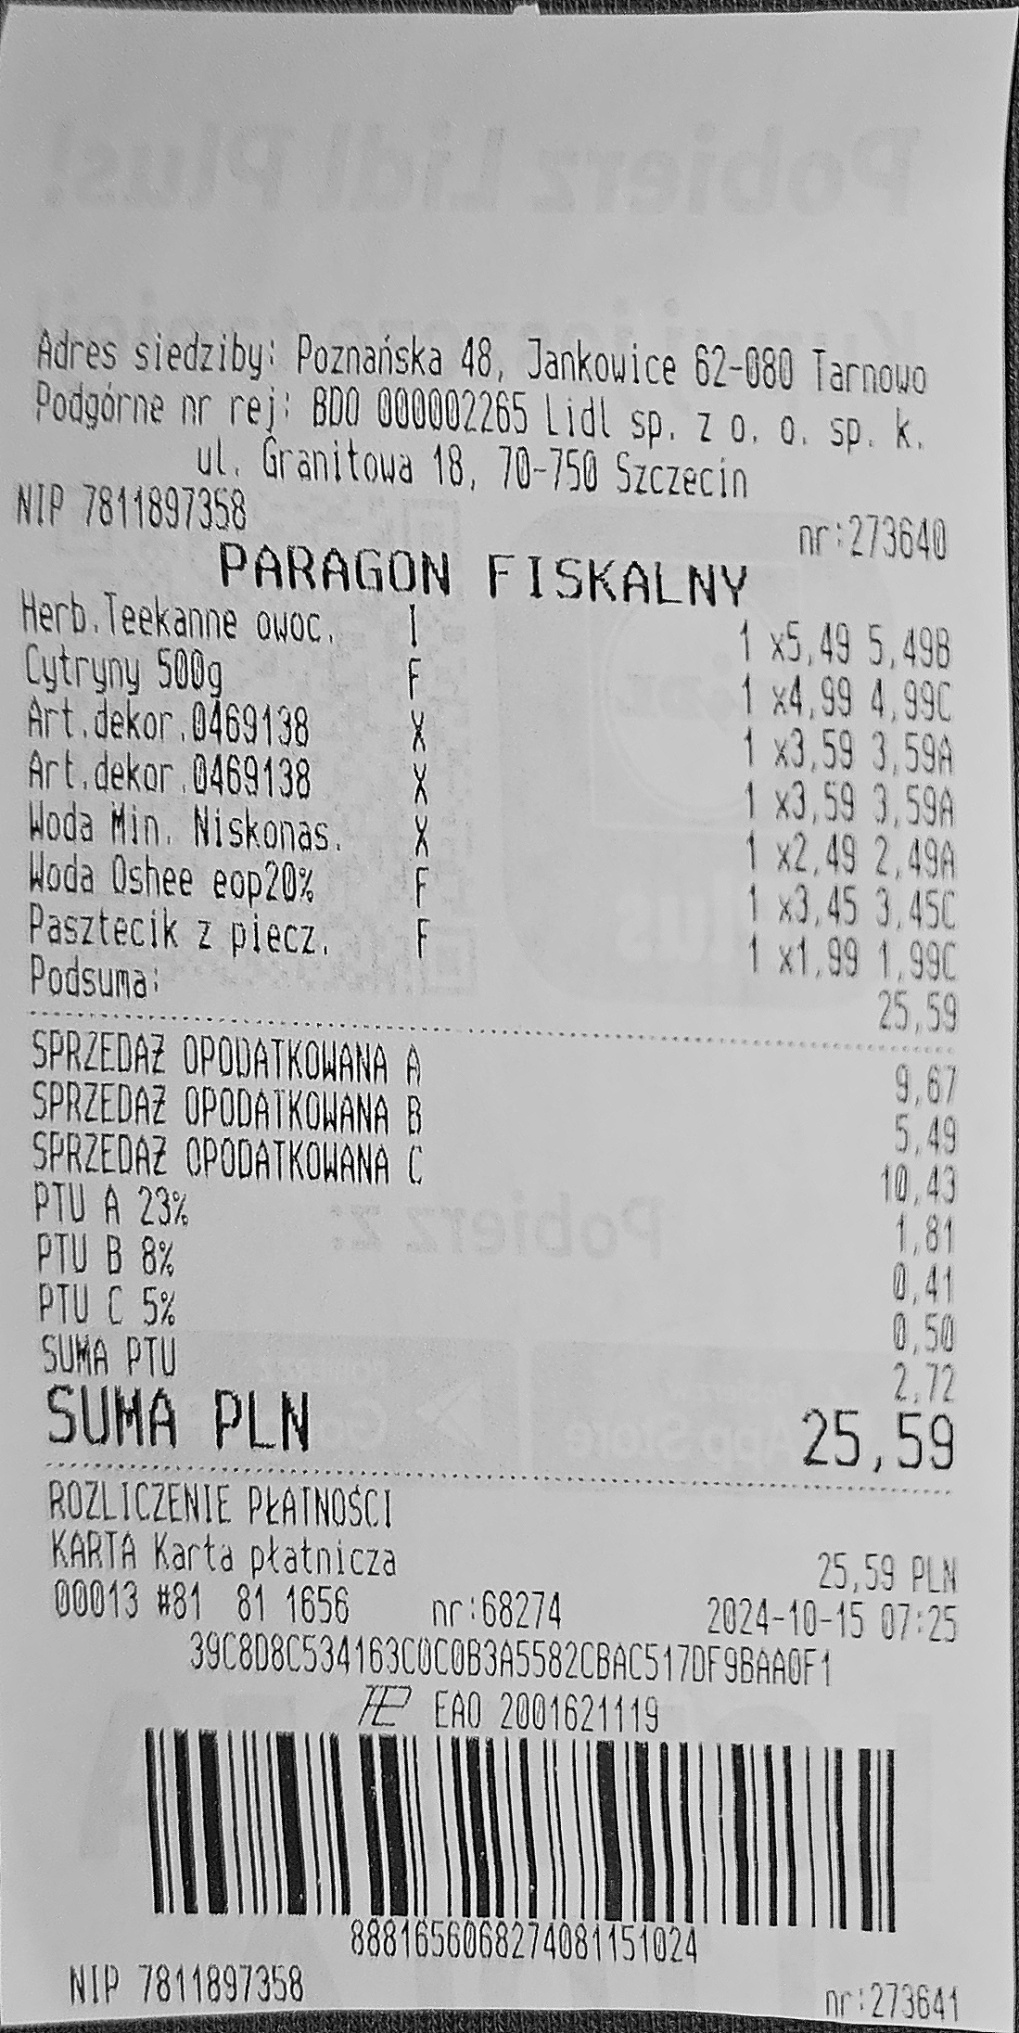 Pobierz Lidl Plus!
Adres siedziby: Poznańska 48, Jankowice 62-080 Tarnowo
Podgórne nr rej: BDO 000002265 Lidl sp. z o. o. sp. k.
ul. Granitowa 18, 70-750 Szczecin
NIP 7811897358 nr:273640
PARAGON FISKALNY
Herb.Teekanne owoc. I 1 x5,49 5,49B
Cytryny 500g F 1 x4,99 4,99C
Art.dekor.0469138 X 1 x3,59 3,59A
Art.dekor.0469138 X 1 x3,59 3,59A
Woda Min. Niskonas. X 1 x2,49 2,49A
Woda Oshee eop20% F 1 x3,45 3,45C
Pasztecik z piecz. F 1 x1,99 1,99C
Podsuma: 25,59
SPRZEDAŻ OPODATKOWANA A 9,67
SPRZEDAŻ OPODATKOWANA B 5,49
SPRZEDAŻ OPODATKOWANA C 10,43
PTU A 23% 1,81
Pobierz z:
PTU B 8% 0,41
PTU C 5% 0,50
SUMA PTU 2,72
SUMA PLN 25,59
App Store
ROZLICZENIE PŁATNOŚCI
KARTA Karta płatnicza 25,59 PLN
00013 #81 81 1656 nr:68274 2024-10-15 07:25
39C8D8C534163C0C0B3A5582CBAC517DF9BAA0F1
EAO 2001621119
8881656068274081151024
NIP 7811897358 nr:273641